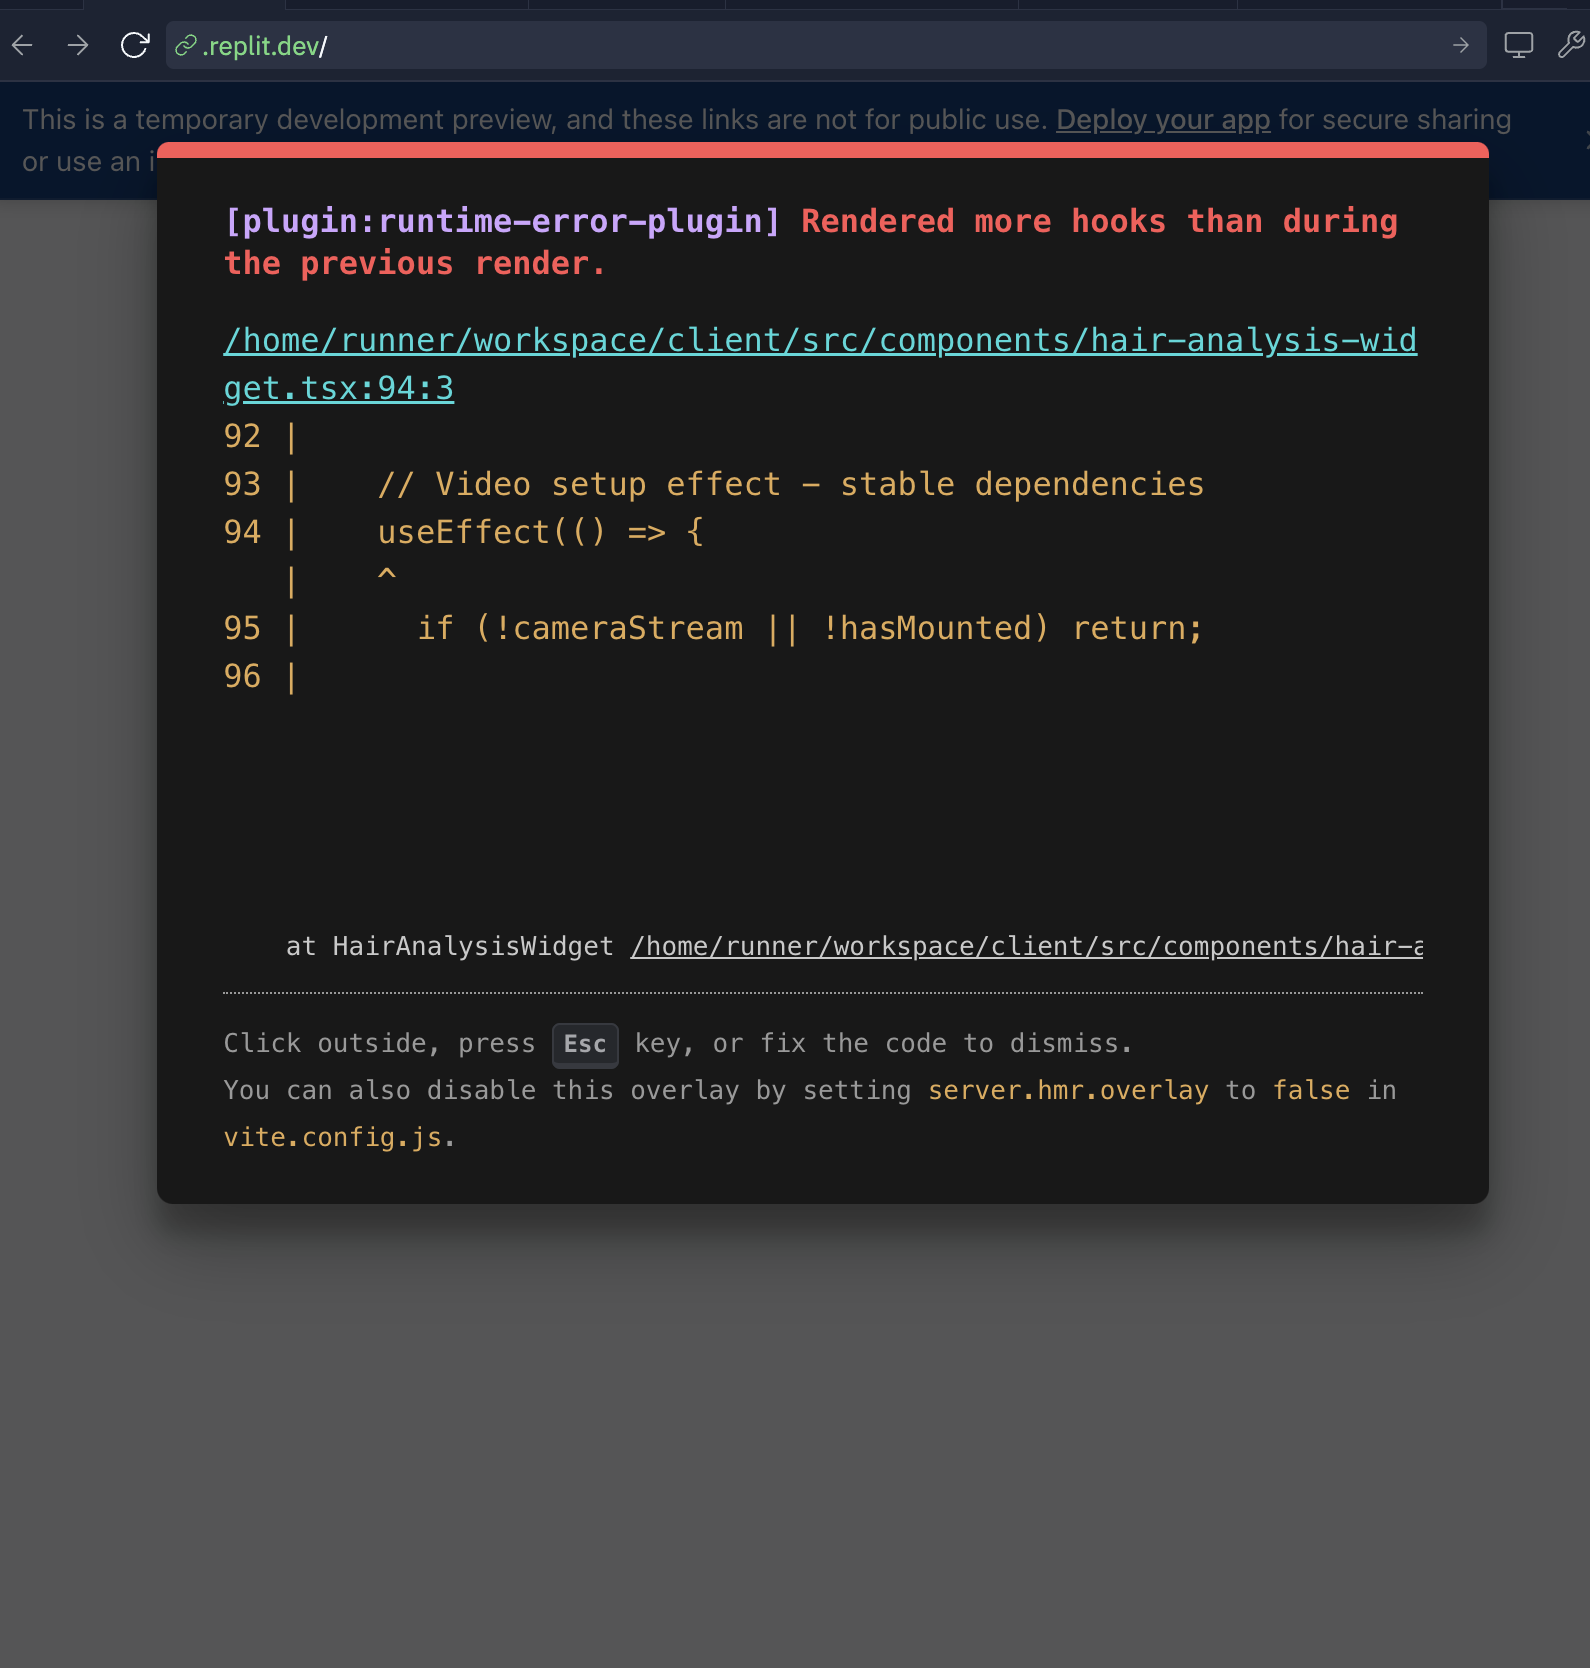 .replit.dev/
This is a temporary development preview, and these links are not for public use. Deploy your app for secure sharing
or use an i
[plugin:runtime-error-plugin] Rendered more hooks than during
the previous render.
/home/runner/workspace/client/src/components/hair-analysis-wid
get.tsx:94:3
92 |
93 |    // Video setup effect - stable dependencies
94 |    useEffect(() => {
   |    ^
95 |      if (!cameraStream || !hasMounted) return;
96 |
at HairAnalysisWidget /home/runner/workspace/client/src/components/hair-a
Click outside, press Esc key, or fix the code to dismiss.
You can also disable this overlay by setting server.hmr.overlay to false in
vite.config.js.